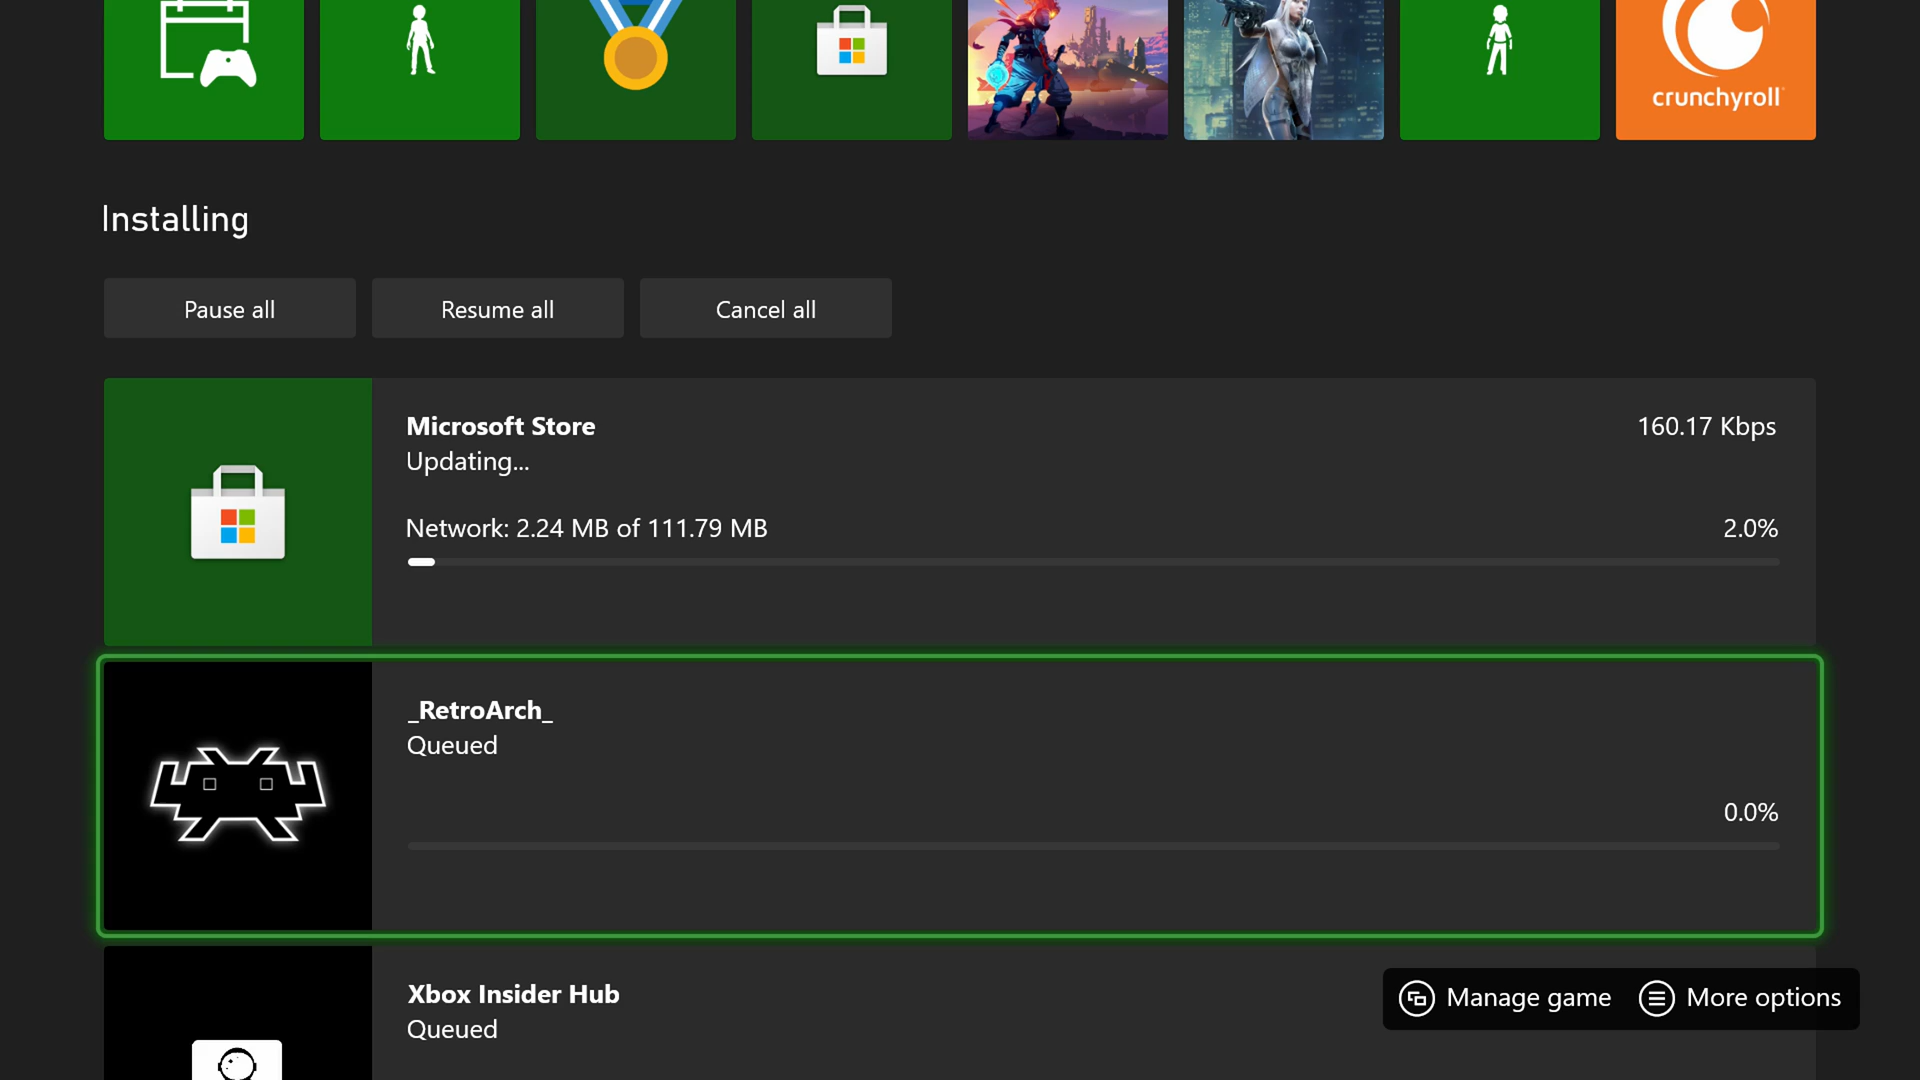 crunchyroll
Installing
Pause all
Resume all
Cancel all
Microsoft Store
160.17 Kbps
Updating...
Network: 2.24 MB of 111.79 MB
2.0%
_RetroArch_
Queued
0.0%
Xbox Insider Hub
Queued
Manage game
More options